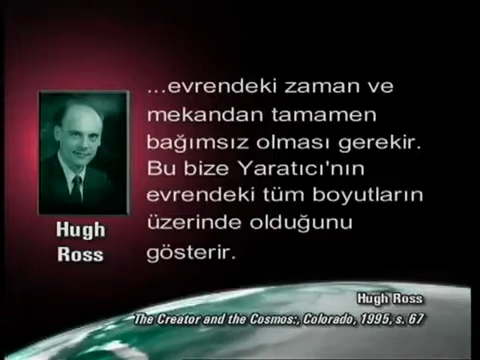 ...evrendeki zaman ve
mekandan tamamen
bağımsız olması gerekir.
Bu bize Yaratıcı'nın
evrendeki tüm boyutların
üzerinde olduğunu
gösterir.
Hugh
Ross
Hugh Ross
The Creator and the Cosmos:, Colorado, 1995, s. 67